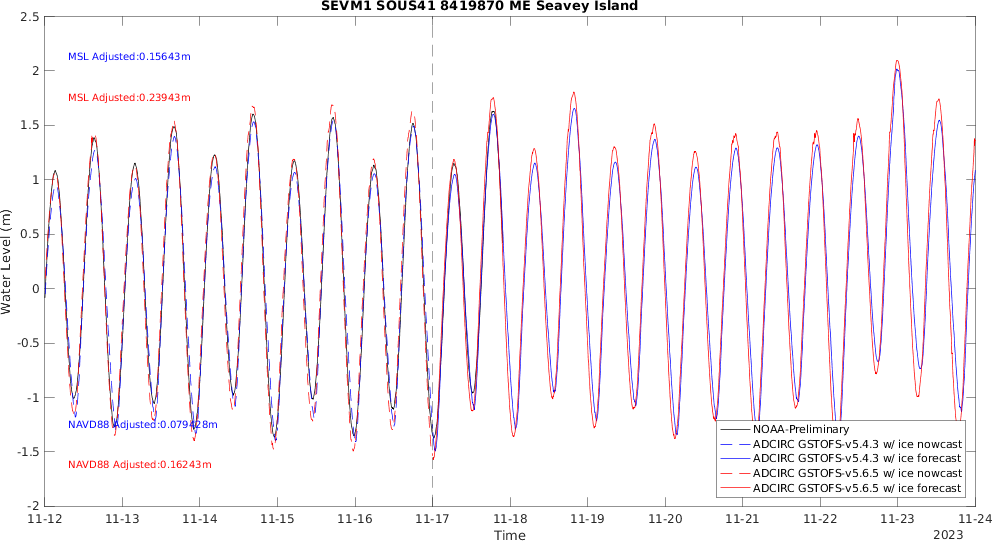 SEVM1 SOUS41 8419870 ME Seavey Island
2.5
2
1.5
1
0.5
0
-0.5
-1
-1.5
-2
Water Level (m)
MSL Adjusted:0.15643m
MSL Adjusted:0.23943m
NAVD88 Adjusted:0.079428m
NAVD88 Adjusted:0.16243m
NOAA-Preliminary
ADCIRC GSTOFS-v5.4.3 w/ ice nowcast
ADCIRC GSTOFS-v5.4.3 w/ ice forecast
ADCIRC GSTOFS-v5.6.5 w/ ice nowcast
ADCIRC GSTOFS-v5.6.5 w/ ice forecast
11-12 11-13 11-14 11-15 11-16 11-17 11-18 11-19 11-20 11-21 11-22 11-23 11-24
Time
2023